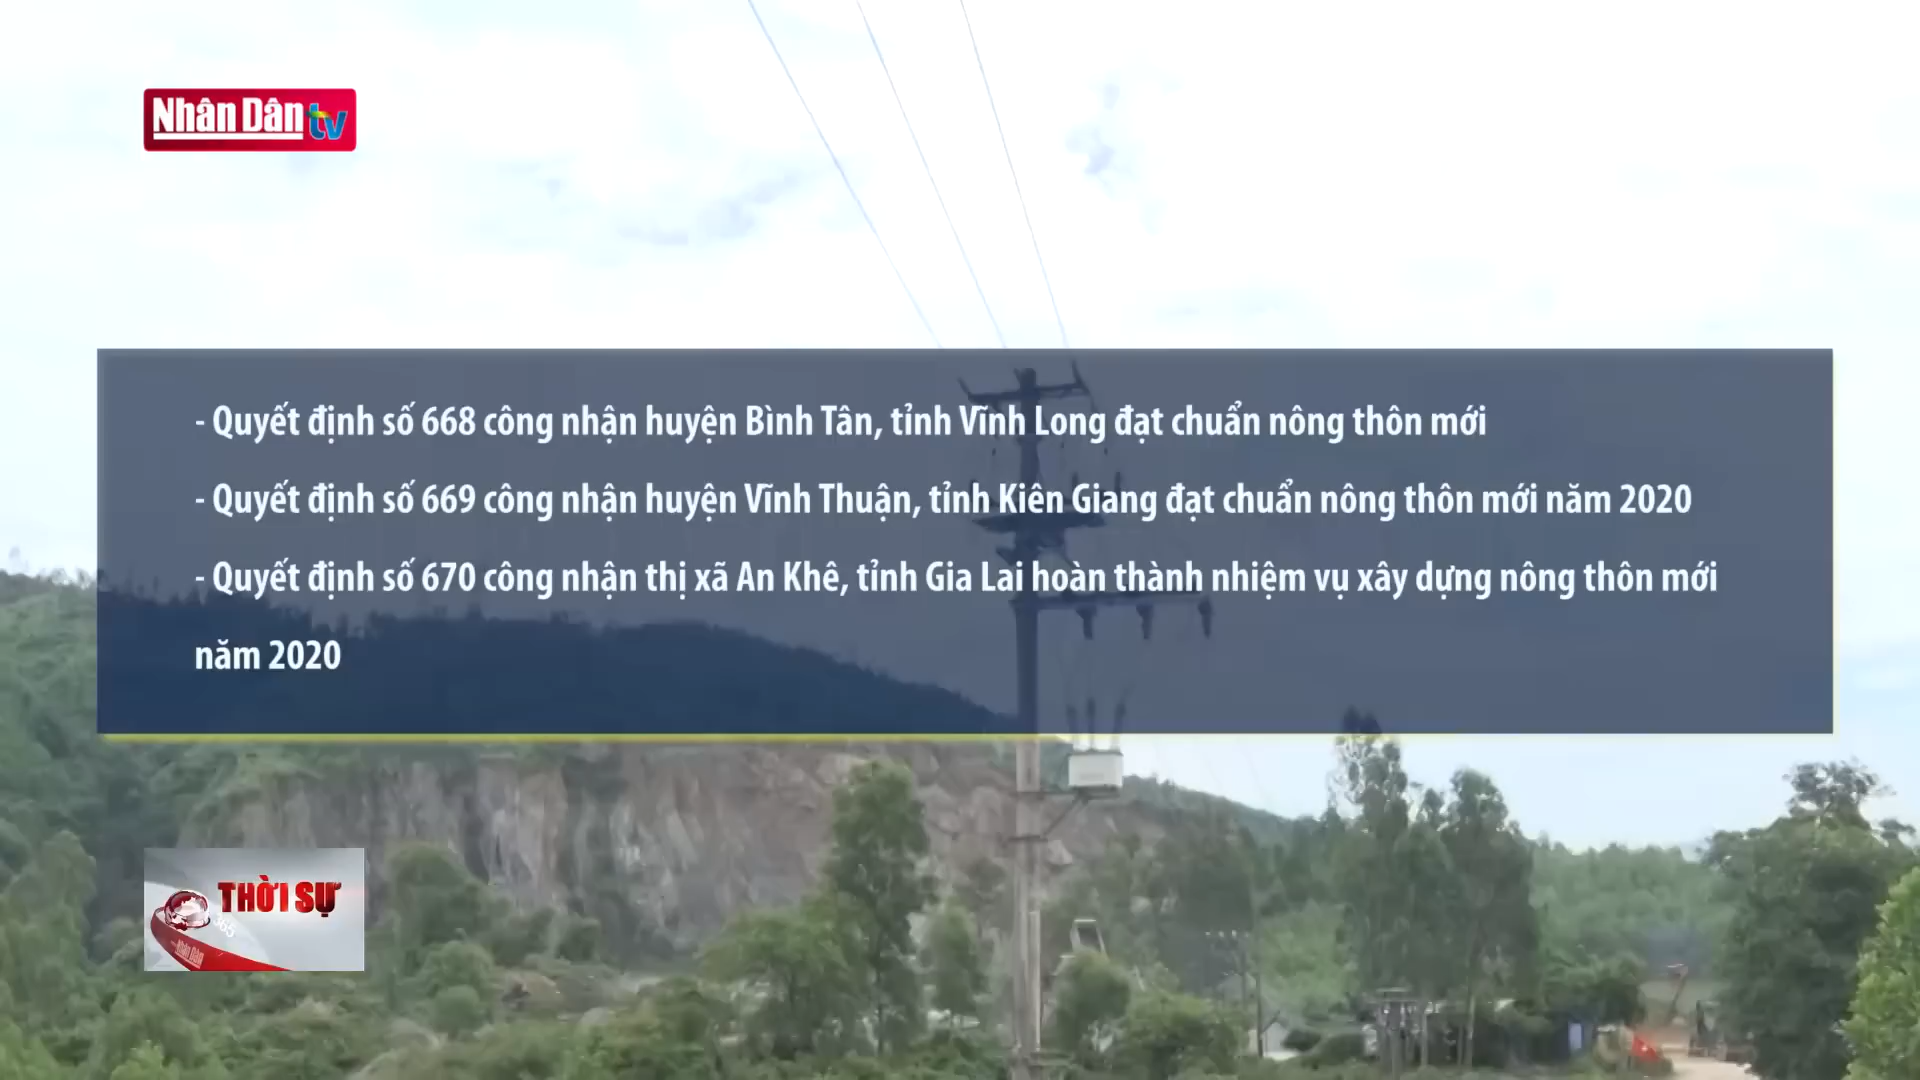 Nhân Dân tv
- Quyết định số 668 công nhận huyện Bình Tân, tỉnh Vĩnh Long đạt chuẩn nông thôn mới
- Quyết định số 669 công nhận huyện Vĩnh Thuận, tỉnh Kiên Giang đạt chuẩn nông thôn mới năm 2020
- Quyết định số 670 công nhận thị xã An Khê, tỉnh Gia Lai hoàn thành nhiệm vụ xây dựng nông thôn mới
năm 2020
THỜI SỰ
365
Nhân Dân